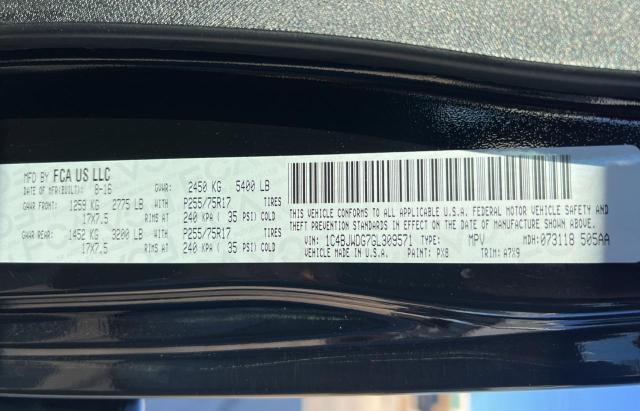 MFD BY FCA US LLC
DATE OF MFR(BUILT): 8-16 GVWR: 2450 KG 5400 LB
GAWR FRONT: 1259 KG 2775 LB WITH P255/75R17 TIRES
17X7.5 RIMS AT 240 KPA ( 35 PSI) COLD
GAWR REAR: 1452 KG 3200 LB WITH P255/75R17 TIRES
17X7.5 RIMS AT 240 KPA ( 35 PSI) COLD
THIS VEHICLE CONFORMS TO ALL APPLICABLE U.S.A. FEDERAL MOTOR VEHICLE SAFETY AND
THEFT PREVENTION STANDARDS IN EFFECT ON THE DATE OF MANUFACTURE SHOWN ABOVE.
VIN: 1C4BJWDG7GL309571 TYPE: MPV MDH: 073118 505AA
VEHICLE MADE IN U.S.A. PAINT: PX8 TRIM: A7X9